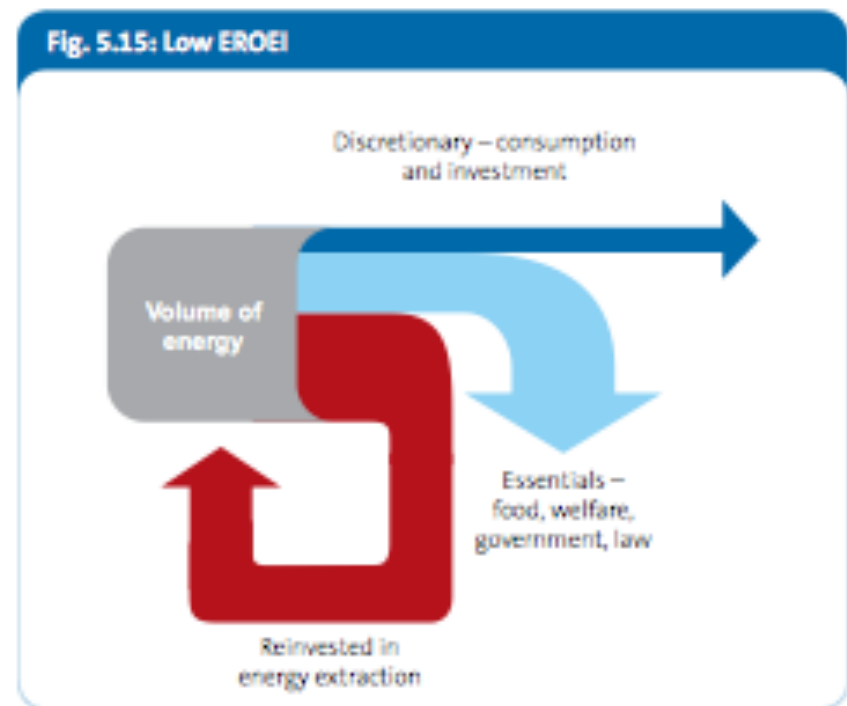 Fig. 5.15: Low EROEI
Discretionary – consumption
and investment
Volume of
energy
Essentials –
food, welfare,
government, law
Reinvested in
energy extraction